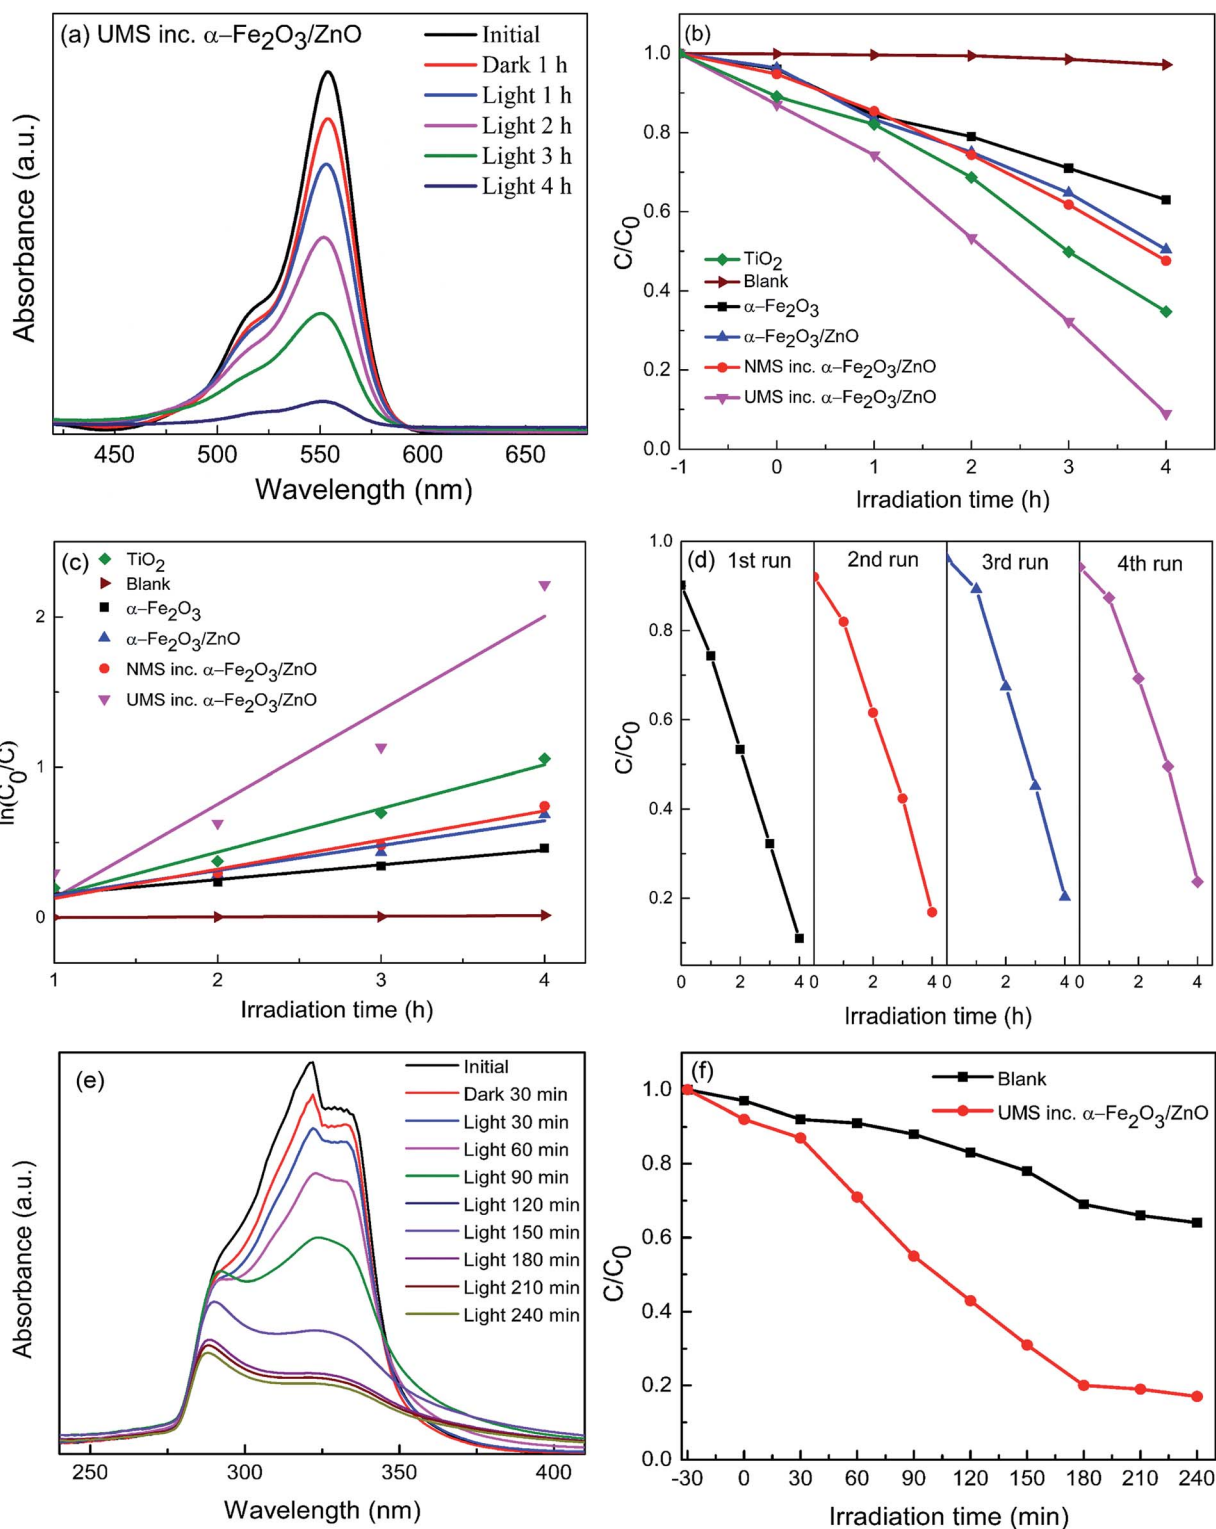 (a) UMS inc. α–Fe₂O₃/ZnO
Initial
Dark 1 h
Light 1 h
Light 2 h
Light 3 h
Light 4 h
Absorbance (a.u.)
450 500 550 600 650
Wavelength (nm)
(b)
1.0
0.8
0.6
0.4
0.2
0.0
C/C₀
TiO₂
Blank
α–Fe₂O₃
α–Fe₂O₃/ZnO
NMS inc. α–Fe₂O₃/ZnO
UMS inc. α–Fe₂O₃/ZnO
-1 0 1 2 3 4
Irradiation time (h)
(c)
TiO₂
Blank
α–Fe₂O₃
α–Fe₂O₃/ZnO
NMS inc. α–Fe₂O₃/ZnO
UMS inc. α–Fe₂O₃/ZnO
2
1
0
ln(C₀/C)
1 2 3 4
Irradiation time (h)
(d)
1st run 2nd run 3rd run 4th run
1.0
0.8
0.6
0.4
0.2
C/C₀
0 2 4 0 2 4 0 2 4 0 2 4
Irradiation time (h)
(e)
Initial
Dark 30 min
Light 30 min
Light 60 min
Light 90 min
Light 120 min
Light 150 min
Light 180 min
Light 210 min
Light 240 min
Absorbance (a.u.)
250 300 350 400
Wavelength (nm)
(f)
Blank
UMS inc. α–Fe₂O₃/ZnO
1.0
0.8
0.6
0.4
0.2
0.0
C/C₀
-30 0 30 60 90 120 150 180 210 240
Irradiation time (min)